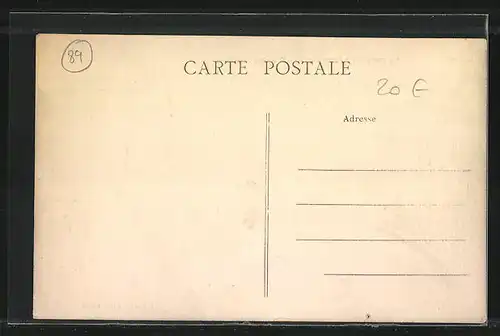 89
CARTE POSTALE
20 €
Adresse